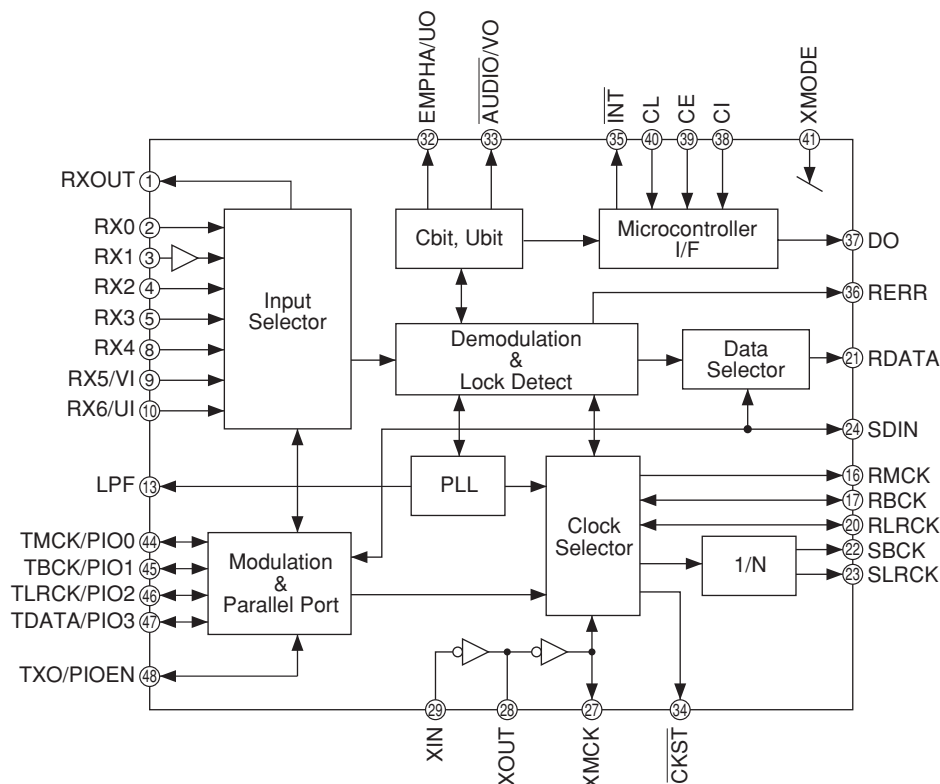 EMPHA/UO
AUDIO/VO
INT
CL
CE
CI
XMODE
32
33
35
40
39
38
41
RXOUT 1
RX0 2
RX1 3
RX2 4
RX3 5
RX4 8
RX5/VI 9
RX6/UI 10
LPF 13
TMCK/PIO0 44
TBCK/PIO1 45
TLRCK/PIO2 46
TDATA/PIO3 47
TXO/PIOEN 48
Input
Selector
Cbit, Ubit
Microcontroller
I/F
Demodulation
&
Lock Detect
Data
Selector
PLL
Clock
Selector
Modulation
&
Parallel Port
1/N
37 DO
36 RERR
21 RDATA
24 SDIN
16 RMCK
17 RBCK
20 RLRCK
22 SBCK
23 SLRCK
29
28
27
34
XIN
XOUT
XMCK
CKST